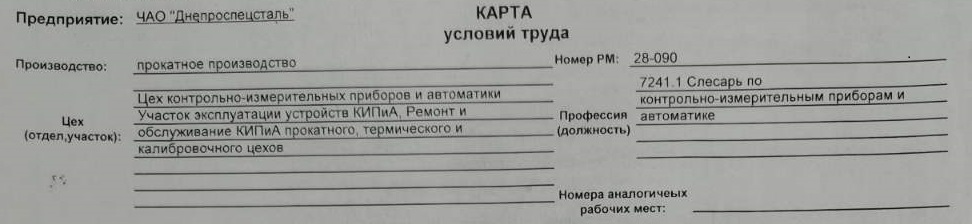 КАРТА
Предприятие: ЧАО "Днепроспецсталь"
условий труда
Производство: прокатное производство
Номер РМ: 28-090
Цех (отдел,участок):
Цех контрольно-измерительных приборов и автоматики
Участок эксплуатации устройств КИПиА, Ремонт и
обслуживание КИПиА прокатного, термического и
калибровочного цехов
Профессия (должность)
7241.1 Слесарь по
контрольно-измерительным приборам и
автоматике
Номера аналогичеых
рабочих мест: